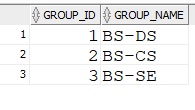 GROUP_ID GROUP_NAME
1 1 BS-DS
2 2 BS-CS
3 3 BS-SE